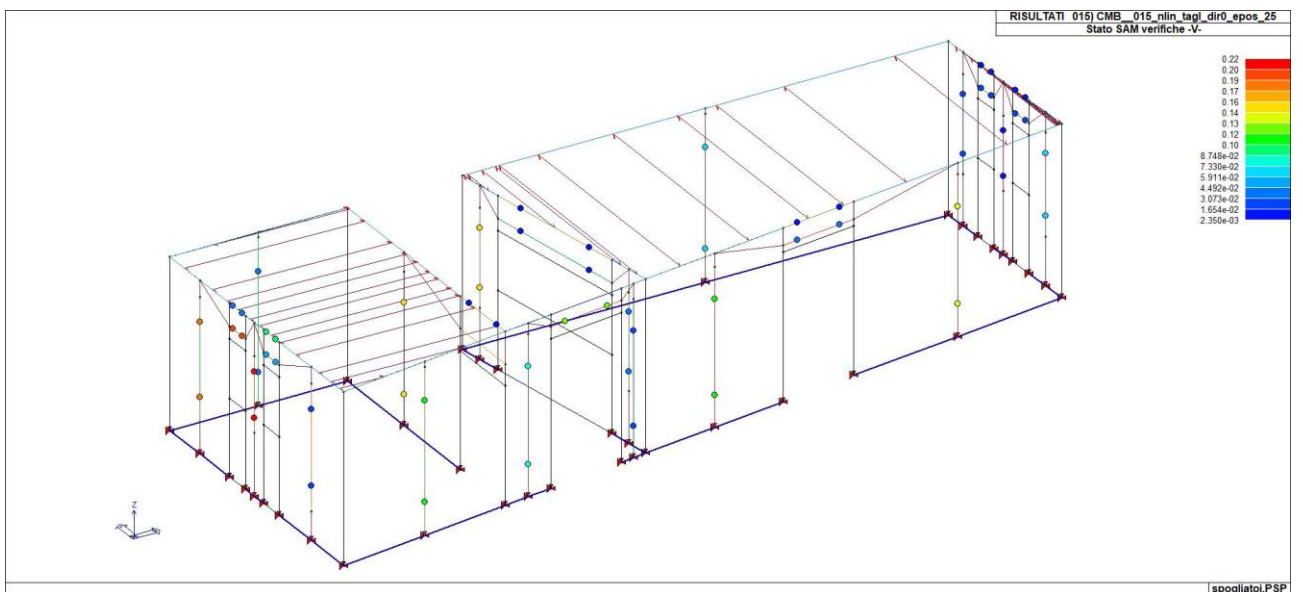 RISULTATI 015) CMB__015_nlin_tagl_dir0_epos_25
Stato SAM verifiche -V-
0.22
0.20
0.19
0.17
0.16
0.14
0.13
0.12
0.10
8.748e-02
7.330e-02
5.911e-02
4.492e-02
3.073e-02
1.654e-02
2.350e-03
Z
spogliatoi.PSP